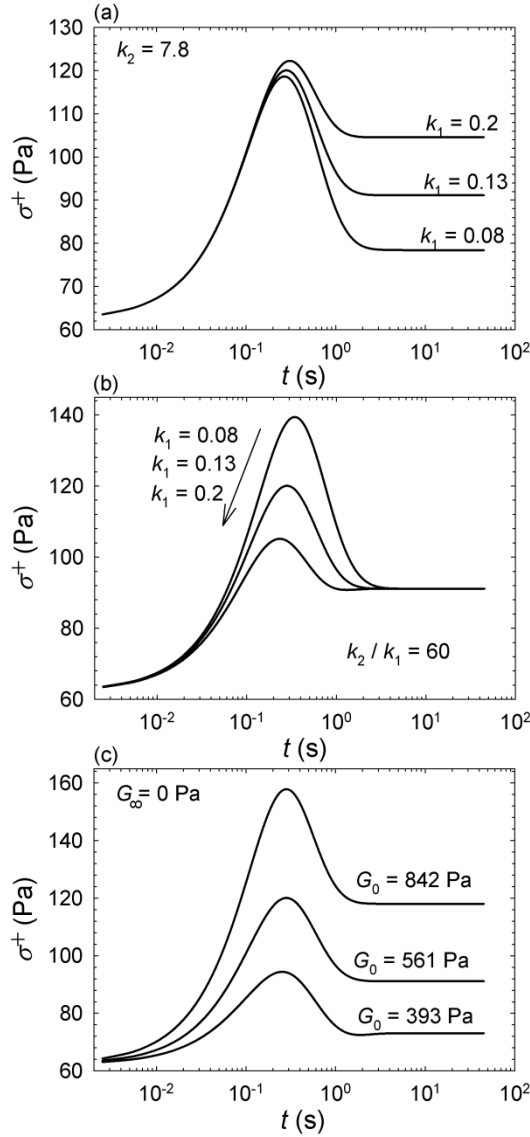 (a)
130
k₂ = 7.8
120
110
k₁ = 0.2
100
k₁ = 0.13
90
80
k₁ = 0.08
70
60
σ⁺ (Pa)
10⁻² 10⁻¹ 10⁰ 10¹ 10²
t (s)
(b)
140
k₁ = 0.08
k₁ = 0.13
120
k₁ = 0.2
100
80
k₂ / k₁ = 60
60
σ⁺ (Pa)
10⁻² 10⁻¹ 10⁰ 10¹ 10²
t (s)
(c)
160
G∞= 0 Pa
140
120
G₀ = 842 Pa
100
G₀ = 561 Pa
80
G₀ = 393 Pa
60
σ⁺ (Pa)
10⁻² 10⁻¹ 10⁰ 10¹ 10²
t (s)